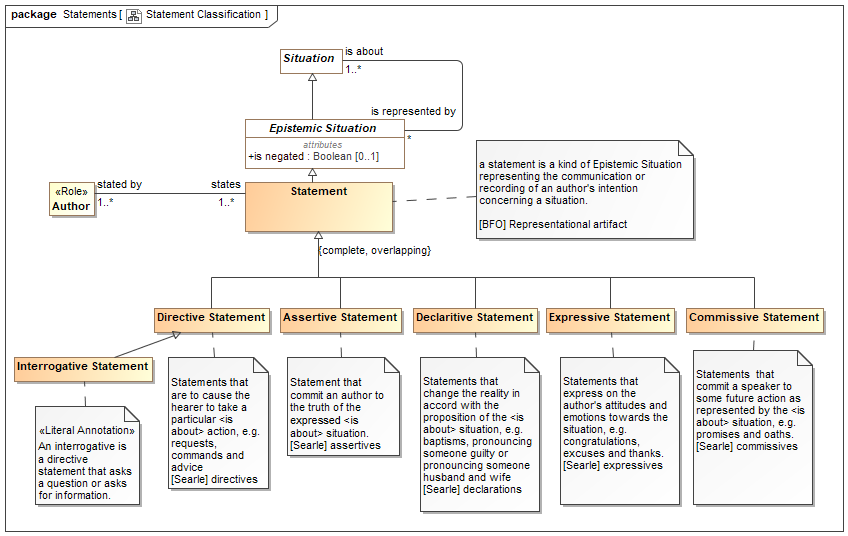 package Statements [ Statement Classification ]
Situation
is about
1..*
is represented by
*
Epistemic Situation
attributes
+is negated : Boolean [0..1]
a statement is a kind of Epistemic Situation
representing the communication or
recording of an author's intention
concerning a situation.
[BFO] Representational artifact
«Role»
Author
stated by
1..*
states
1..*
Statement
{complete, overlapping}
Directive Statement
Assertive Statement
Declaritive Statement
Expressive Statement
Commissive Statement
Interrogative Statement
«Literal Annotation»
An interrogative is
a directive
statement that asks
a question or asks
for information.
Statements that
are to cause the
hearer to take a
particular <is
about> action, e.g.
requests,
commands and
advice
[Searle] directives
Statement that
commit an author to
the truth of the
expressed <is
about> situation.
[Searle] assertives
Statements that
change the reality in
accord with the
proposition of the <is
about> situation, e.g.
baptisms, pronouncing
someone guilty or
pronouncing someone
husband and wife
[Searle] declarations
Statements that
express on the
author's attitudes and
emotions towards the
situation, e.g.
congratulations,
excuses and thanks.
[Searle] expressives
Statements that
commit a speaker to
some future action as
represented by the <is
about> situation, e.g.
promises and oaths.
[Searle] commissives